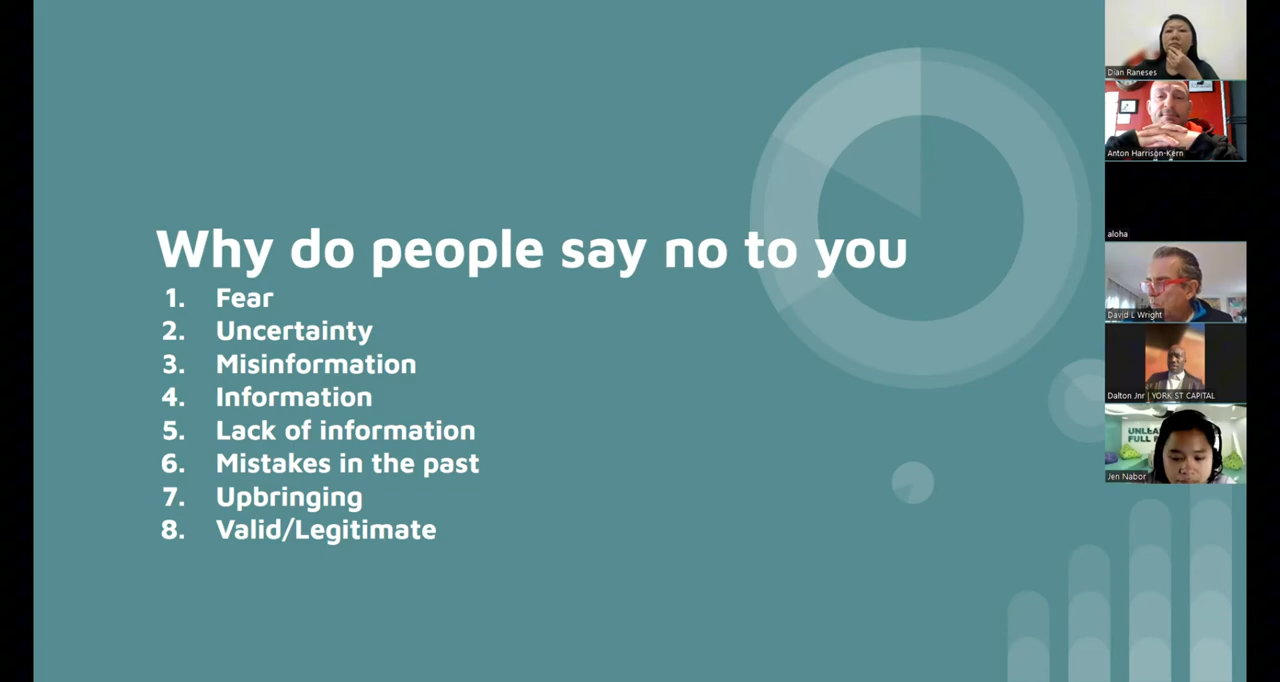 Why do people say no to you
1. Fear
2. Uncertainty
3. Misinformation
4. Information
5. Lack of information
6. Mistakes in the past
7. Upbringing
8. Valid/Legitimate
Dian Raneses
Anton Harrison-Kern
aloha
David L Wright
Dalton Jnr | YORK ST CAPITAL
UNLEA
FULL
Jen Nabor